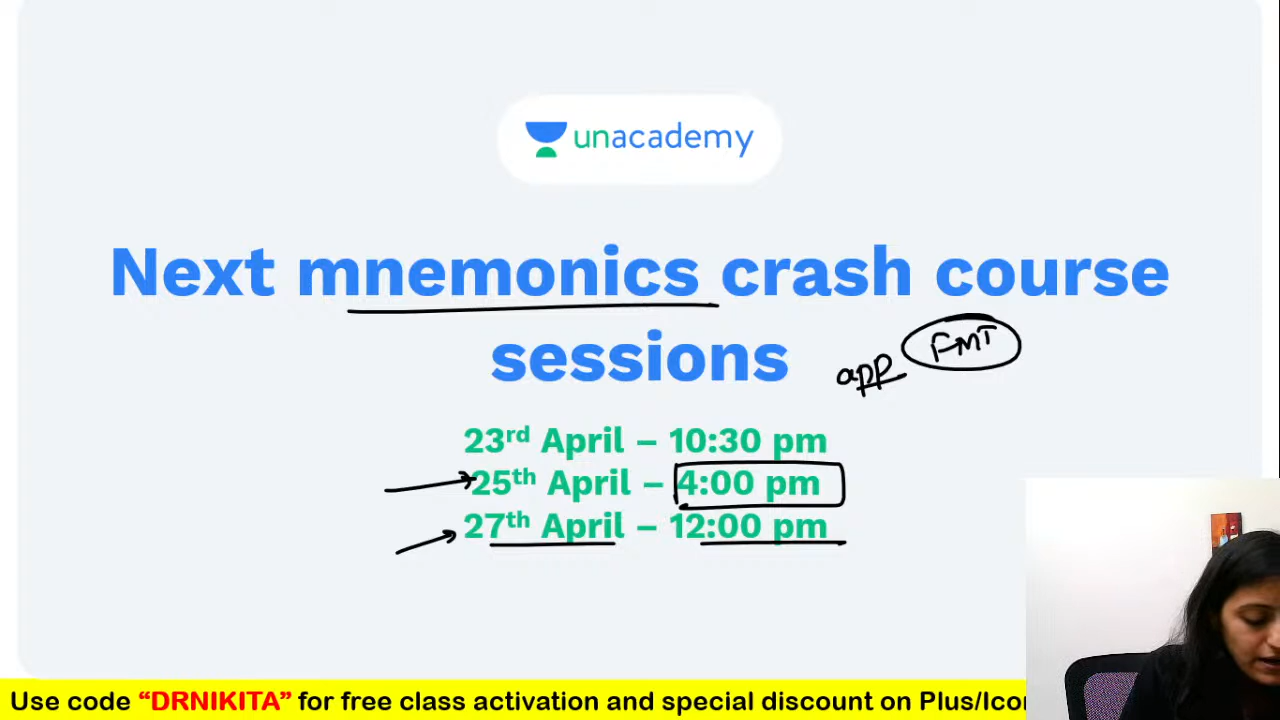 unacademy
Next mnemonics crash course
sessions
app FMT
23rd April – 10:30 pm
25th April – 4:00 pm
27th April – 12:00 pm
Use code “DRNIKITA” for free class activation and special discount on Plus/Icon